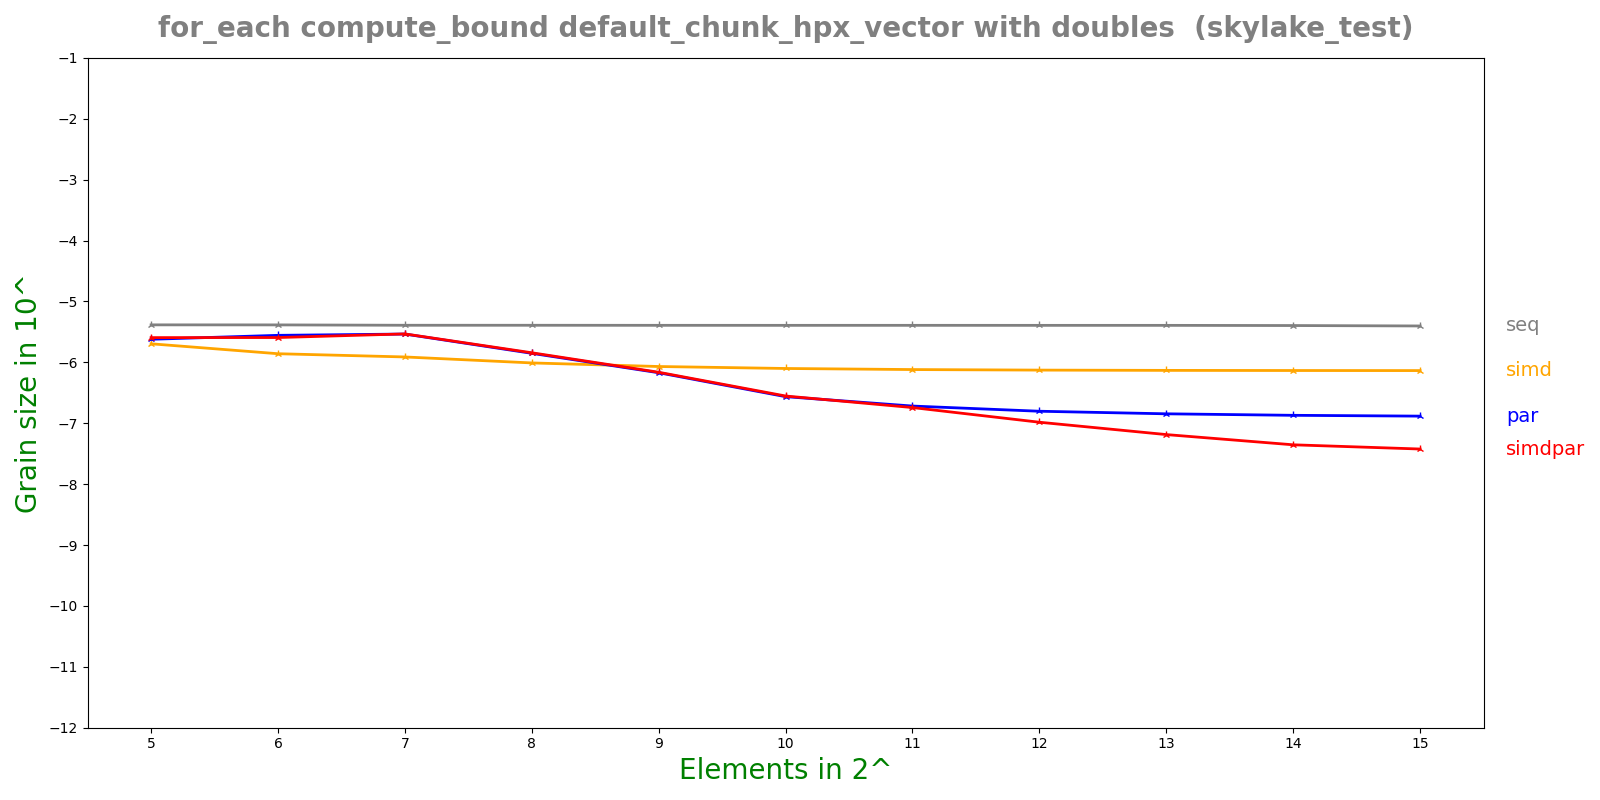 for_each compute_bound default_chunk_hpx_vector with doubles  (skylake_test)
Grain size in 10^
−1
−2
−3
−4
−5
−6
−7
−8
−9
−10
−11
−12
seq
simd
par
simdpar
5 6 7 8 9 10 11 12 13 14 15
Elements in 2^